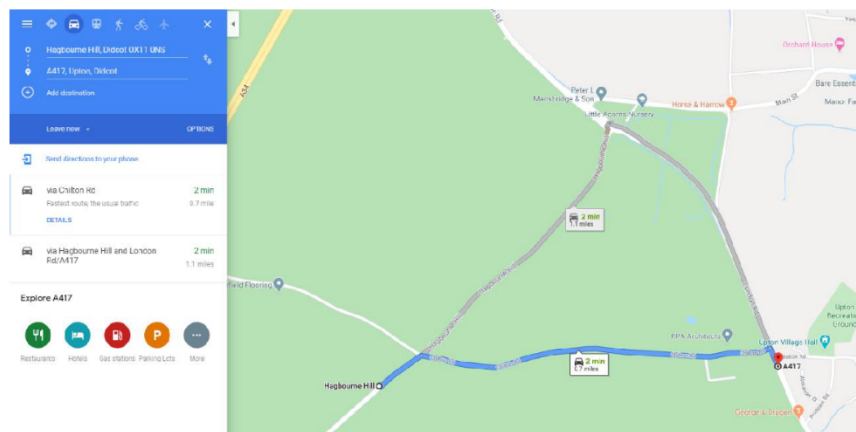 Hagbourne Hill, Didcot OX11 0NS
A417, Upton, Didcot
Add destination
Leave now
OPTIONS
Send directions to your phone
via Chilton Rd
2 min
Fastest route, the usual traffic
0.7 mile
DETAILS
via Hagbourne Hill and London
Rd/A417
2 min
1.1 miles
Explore A417
P
Restaurants
Hotels
Gas stations
Parking Lots
More
A34
Peter L
Mansbridge & Son
Little Acorns Nursery
Horse & Harrow
Main St
Orchard House
Bare Essent
Manor Fa
2 min
1.1 miles
field Flooring
RPA Architects
Upton
Recreati
Ground
Upton Village Hall
2 min
0.7 miles
Hagbourne Hill
A417
George & Dragon